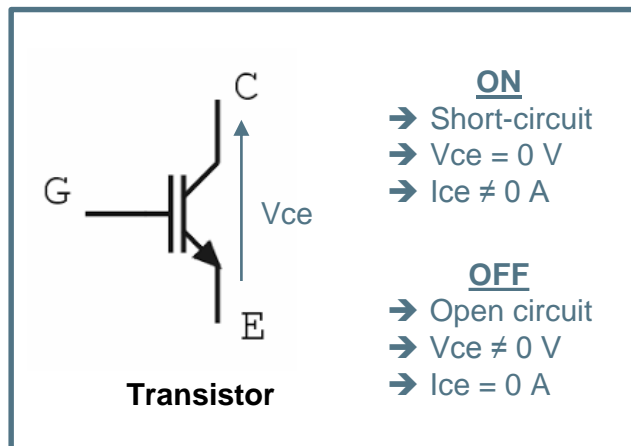 C
G
Vce
E
Transistor
ON
➔ Short-circuit
➔ Vce = 0 V
➔ Ice ≠ 0 A
OFF
➔ Open circuit
➔ Vce ≠ 0 V
➔ Ice = 0 A